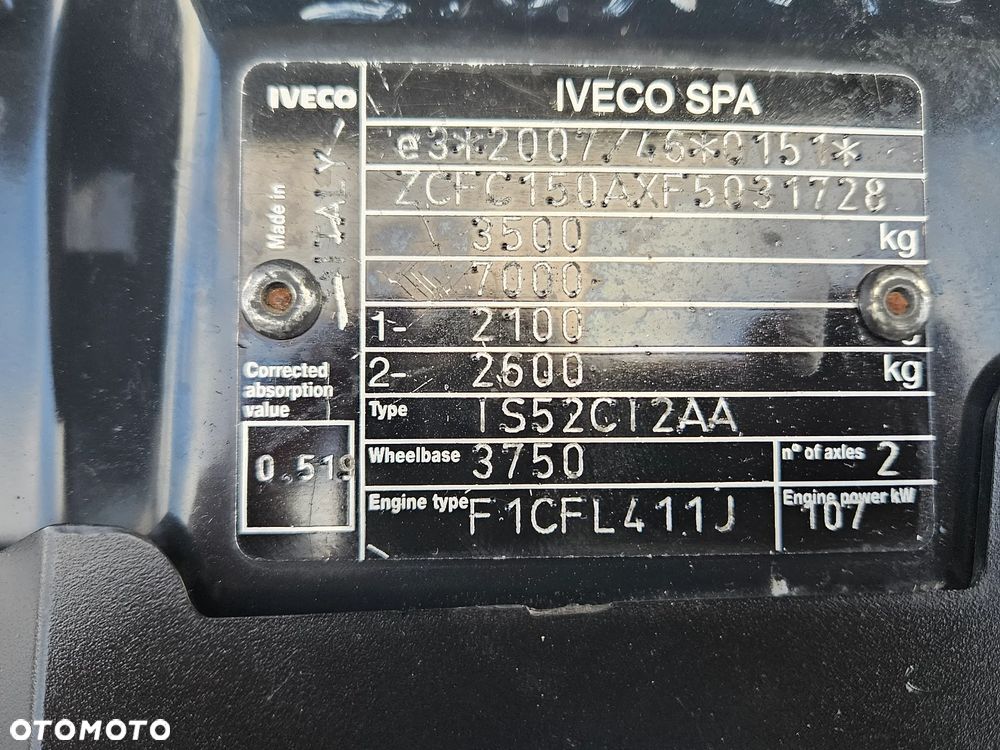 IVECO
IVECO SPA
e3*2007/46*0151*
ZCFC150AXF5031728
Made in
ITALY
3500 kg
7000
1- 2100
2- 2600 kg
Corrected
absorption
value
0.519
Type IS52CI2AA
Wheelbase 3750
n° of axles 2
Engine type F1CFL411J
Engine power kW
107
OTOMOTO